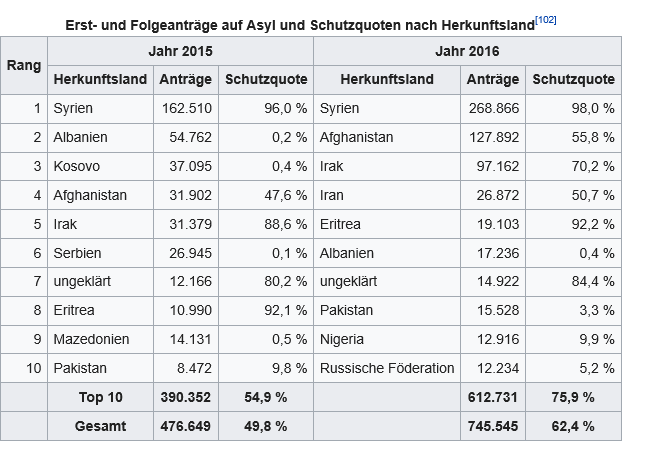 Erst- und Folgeanträge auf Asyl und Schutzquoten nach Herkunftsland[102]
Rang Jahr 2015 Jahr 2016
Herkunftsland Anträge Schutzquote Herkunftsland Anträge Schutzquote
1 Syrien 162.510 96,0 % Syrien 268.866 98,0 %
2 Albanien 54.762 0,2 % Afghanistan 127.892 55,8 %
3 Kosovo 37.095 0,4 % Irak 97.162 70,2 %
4 Afghanistan 31.902 47,6 % Iran 26.872 50,7 %
5 Irak 31.379 88,6 % Eritrea 19.103 92,2 %
6 Serbien 26.945 0,1 % Albanien 17.236 0,4 %
7 ungeklärt 12.166 80,2 % ungeklärt 14.922 84,4 %
8 Eritrea 10.990 92,1 % Pakistan 15.528 3,3 %
9 Mazedonien 14.131 0,5 % Nigeria 12.916 9,9 %
10 Pakistan 8.472 9,8 % Russische Föderation 12.234 5,2 %
Top 10 390.352 54,9 % 612.731 75,9 %
Gesamt 476.649 49,8 % 745.545 62,4 %